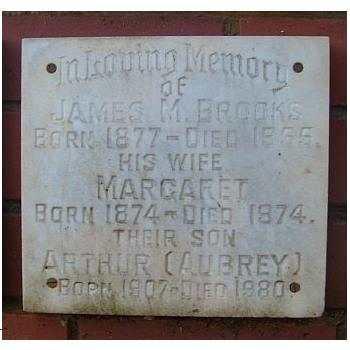 In Loving Memory
OF
JAMES M. BROOKS
BORN 1877 - DIED
HIS WIFE
MARGARET
BORN 1874 - DIED 1974.
THEIR SON
ARTHUR (AUBREY)
BORN 1907 - DIED 1980